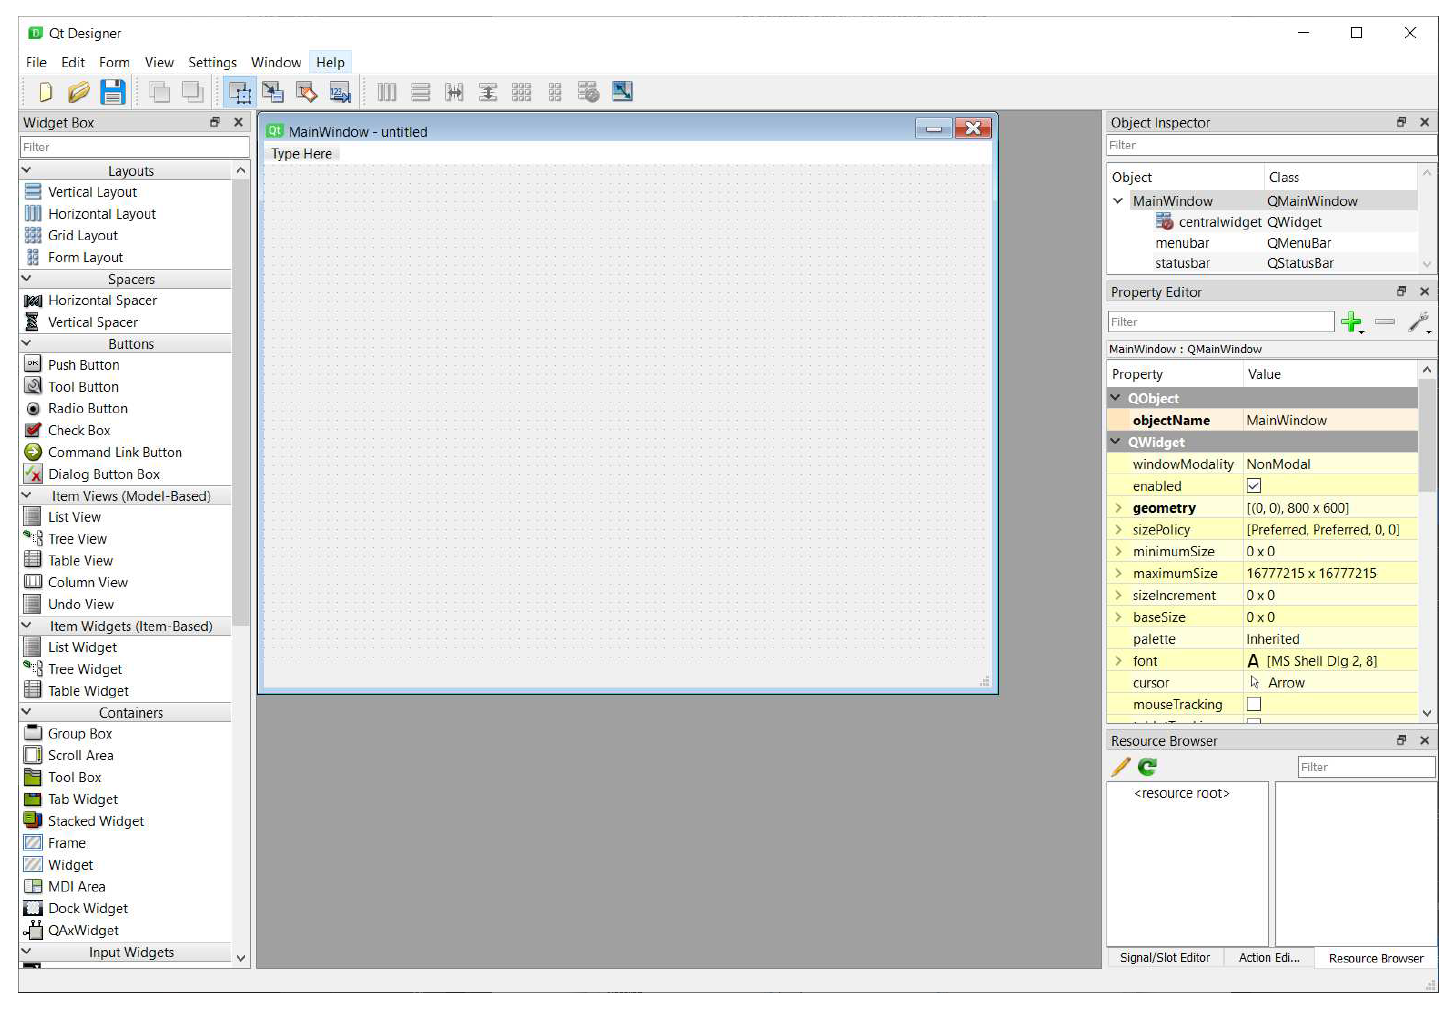 Qt Designer
File Edit Form View Settings Window Help
Widget Box
Filter
Layouts
Vertical Layout
Horizontal Layout
Grid Layout
Form Layout
Spacers
Horizontal Spacer
Vertical Spacer
Buttons
Push Button
Tool Button
Radio Button
Check Box
Command Link Button
Dialog Button Box
Item Views (Model-Based)
List View
Tree View
Table View
Column View
Undo View
Item Widgets (Item-Based)
List Widget
Tree Widget
Table Widget
Containers
Group Box
Scroll Area
Tool Box
Tab Widget
Stacked Widget
Frame
Widget
MDI Area
Dock Widget
QAxWidget
Input Widgets
Qt MainWindow - untitled
Type Here
Object Inspector
Filter
Object Class
MainWindow QMainWindow
centralwidget QWidget
menubar QMenuBar
statusbar QStatusBar
Property Editor
Filter
MainWindow : QMainWindow
Property Value
QObject
objectName MainWindow
QWidget
windowModality NonModal
enabled
geometry [(0, 0), 800 x 600]
sizePolicy [Preferred, Preferred, 0, 0]
minimumSize 0 x 0
maximumSize 16777215 x 16777215
sizeIncrement 0 x 0
baseSize 0 x 0
palette Inherited
font A [MS Shell Dlg 2, 8]
cursor Arrow
mouseTracking
Resource Browser
Filter
<resource root>
Signal/Slot Editor Action Edi... Resource Browser